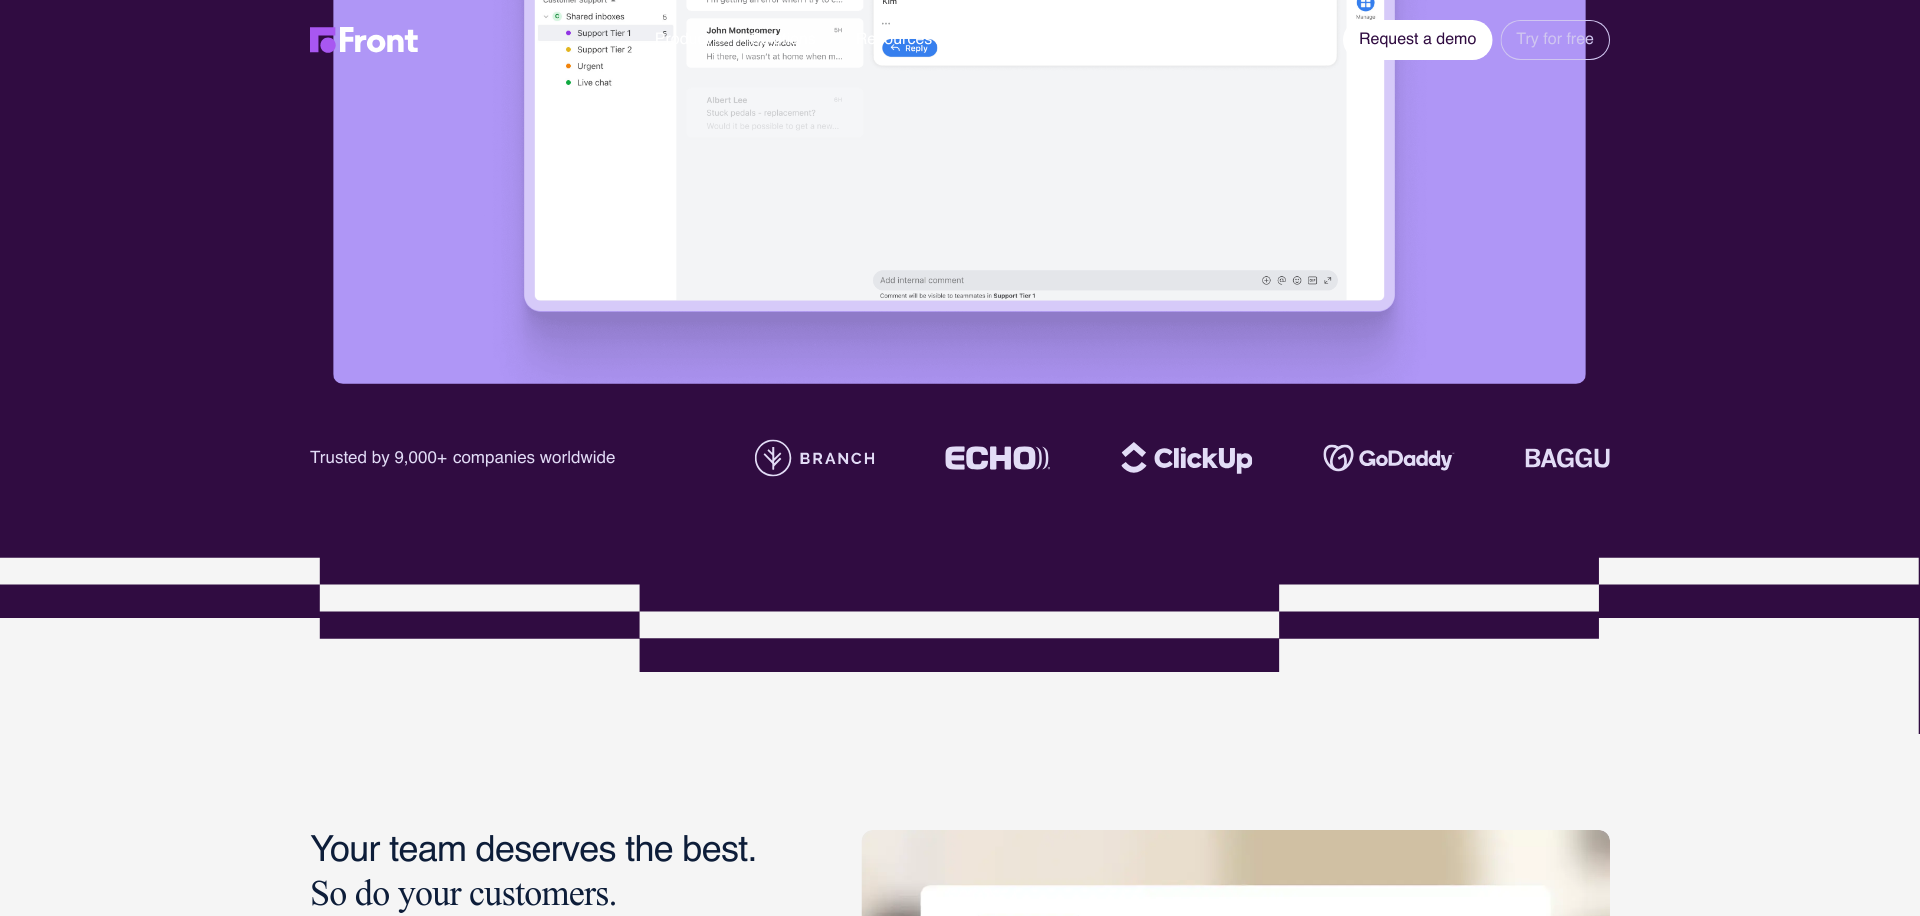 Customer Support
Kim
I'm getting an error when I try to c...
Shared inboxes 5
Manage
Front
Support Tier 1 5
John Montgomery 5H
Request a demo
Try for free
Missed delivery window
Reply
Support Tier 2
Hi there, I wasn't at home when m...
Urgent
Live chat
Albert Lee
Stuck pedals - replacement?
Would it be possible to get a new...
Add internal comment
Comment will be visible to teammates in Support Tier 1
Trusted by 9,000+ companies worldwide
BRANCH
ECHO
ClickUp
GoDaddy
BAGGU
Your team deserves the best.
So do your customers.